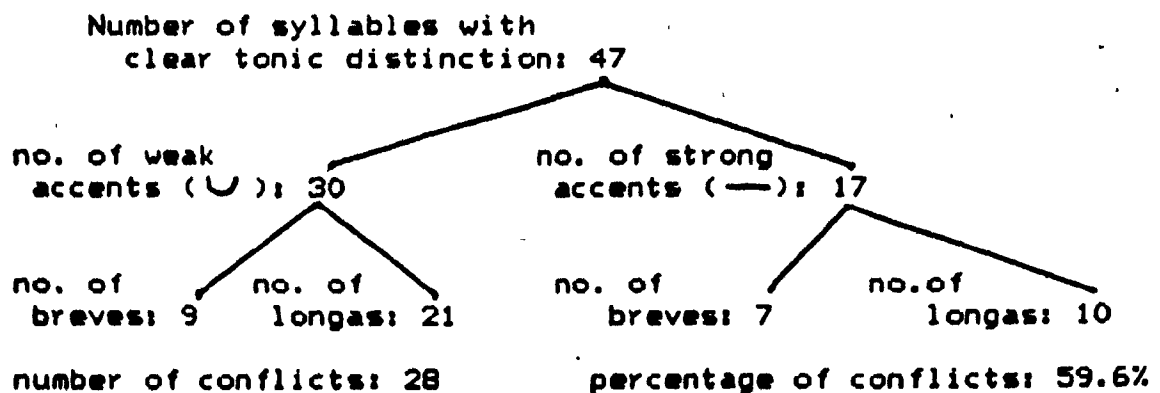 Number of syllables with
clear tonic distinction: 47
no. of weak no. of strong
accents (∪): 30 accents (—): 17
no. of no. of no. of no.of
breves: 9 longas: 21 breves: 7 longas: 10
number of conflicts: 28 percentage of conflicts: 59.6%